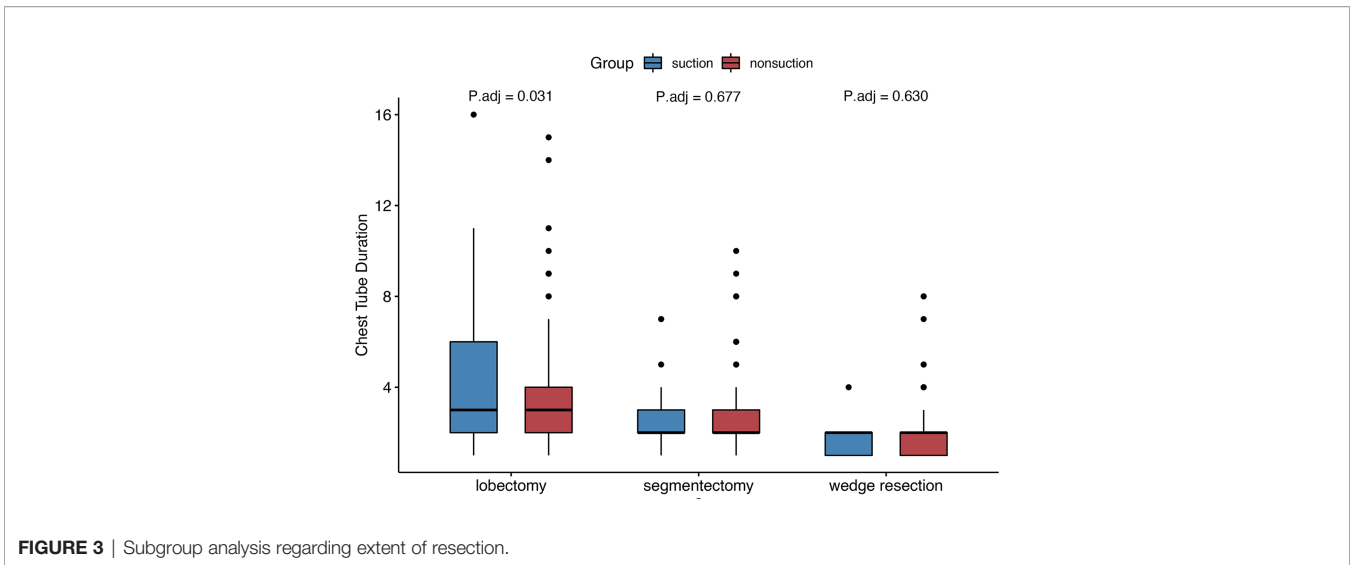 Group suction nonsuction
P.adj = 0.031 P.adj = 0.677 P.adj = 0.630
16
12
8
4
Chest Tube Duration
lobectomy segmentectomy wedge resection
FIGURE 3 | Subgroup analysis regarding extent of resection.